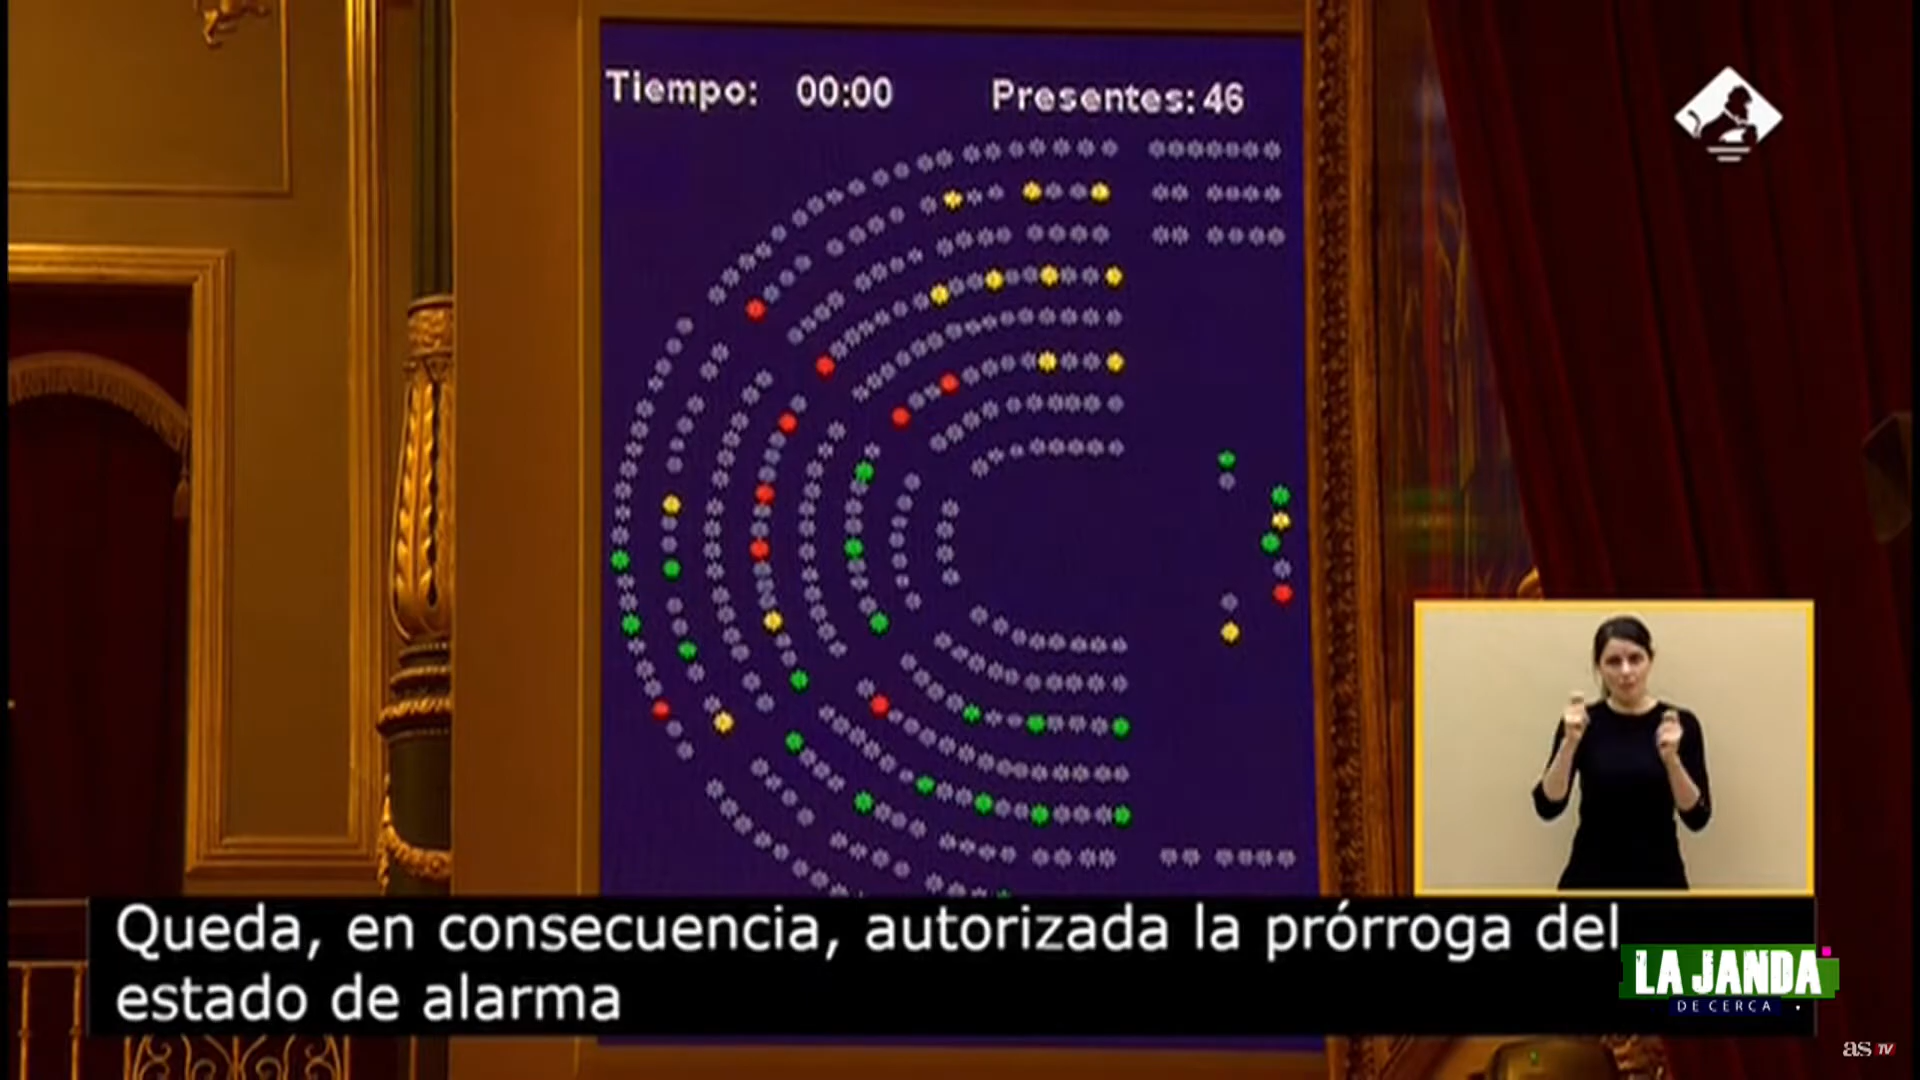 Tiempo: 00:00 Presentes: 46
Queda, en consecuencia, autorizada la prórroga del
estado de alarma
LA JANDA
DE CERCA
as TV